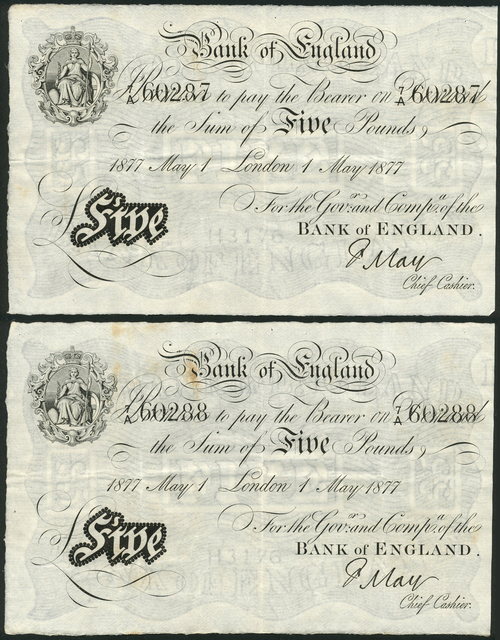 Bank of England
7/A 60287 to pay the Bearer on 7/A 60287
the Sum of Five Pounds,
1877 May 1 London 1 May 1877
For the Govr. and Compa. of the
BANK of ENGLAND.
£Five
F May
Chief Cashier.
Bank of England
7/A 60288 to pay the Bearer on 7/A 60288
the Sum of Five Pounds,
1877 May 1 London 1 May 1877
For the Govr. and Compa. of the
BANK of ENGLAND.
£Five
F May
Chief Cashier.